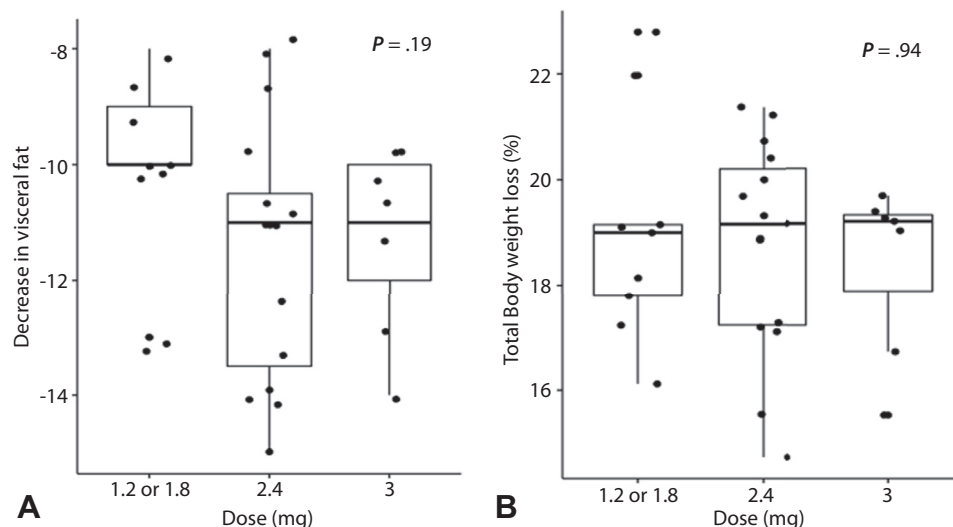 P = .19
Decrease in visceral fat
-8
-10
-12
-14
1.2 or 1.8
2.4
3
Dose (mg)
A
P = .94
Total Body weight loss (%)
22
20
18
16
1.2 or 1.8
2.4
3
Dose (mg)
B